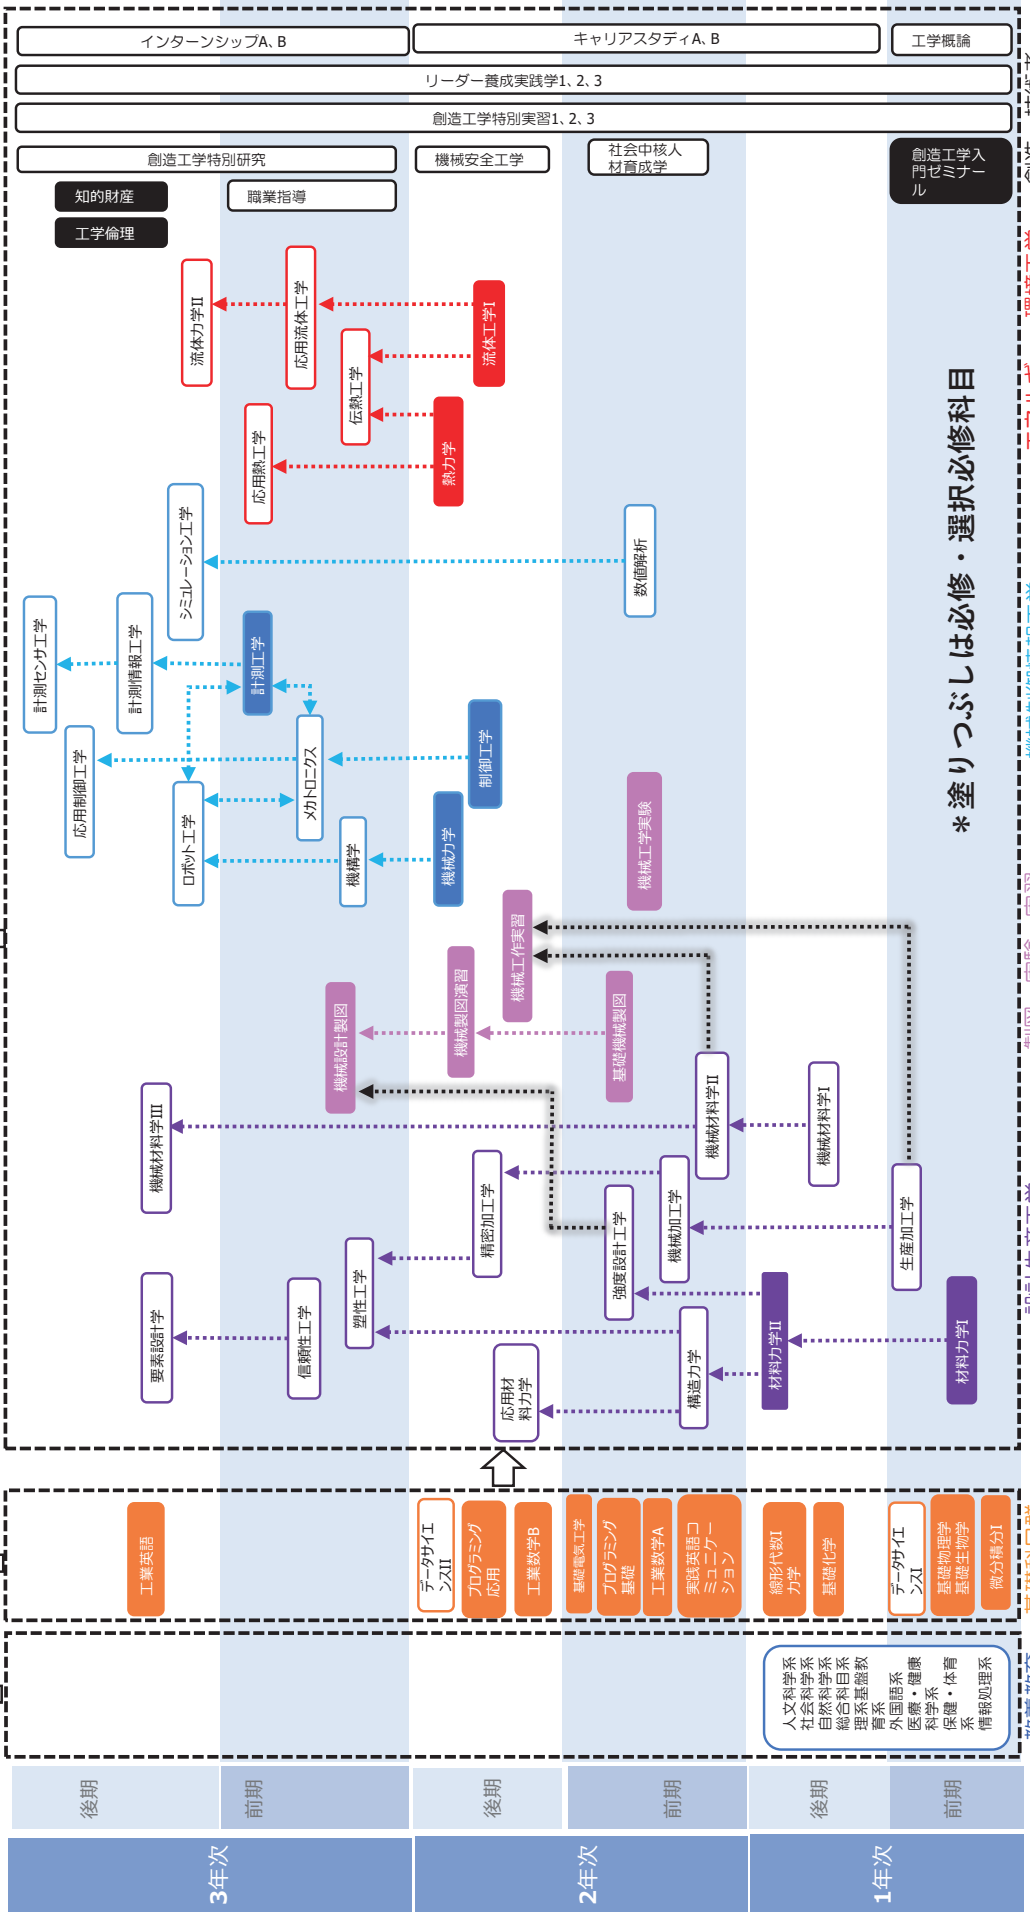 インターンシップA、B
キャリアスタディA、B
工学概論
リーダー養成実践学1、2、3
創造工学特別実習1、2、3
創造工学特別研究
機械安全工学
社会中核人
材育成学
創造工学入
門ゼミナー
ル
知的財産
職業指導
工学倫理
流体力学II
応用流体工学
伝熱工学
流体工学I
応用熱工学
熱力学
シミュレーション工学
数値解析
計測センサ工学
計測情報工学
計測工学
応用制御工学
ロボット工学
メカトロニクス
制御工学
機構学
機械力学
機械工学実験
機械工作実習
機械製図演習
機械設計製図
基礎機械製図
機械材料学III
機械材料学II
機械材料学I
精密加工学
機械加工学
生産加工学
強度設計工学
塑性工学
要素設計学
信頼性工学
応用材
料力学
構造力学
材料力学II
材料力学I
*塗りつぶしは必修・選択必修科目
工業英語
データサイエ
ンスII
プログラミング
応用
工業数学B
基礎電気工学
プログラミング
基礎
工業数学A
実践英語コ
ミュニケー
ション
線形代数I
力学
基礎化学
データサイエ
ンスI
基礎物理学
基礎生物学
微分積分I
人文科学系
社会科学系
自然科学系
総合科目系
理系基盤教
育系
外国語系
医療・健康
科学系
保健・体育
系
情報処理系
後期
前期
後期
前期
後期
前期
3年次
2年次
1年次